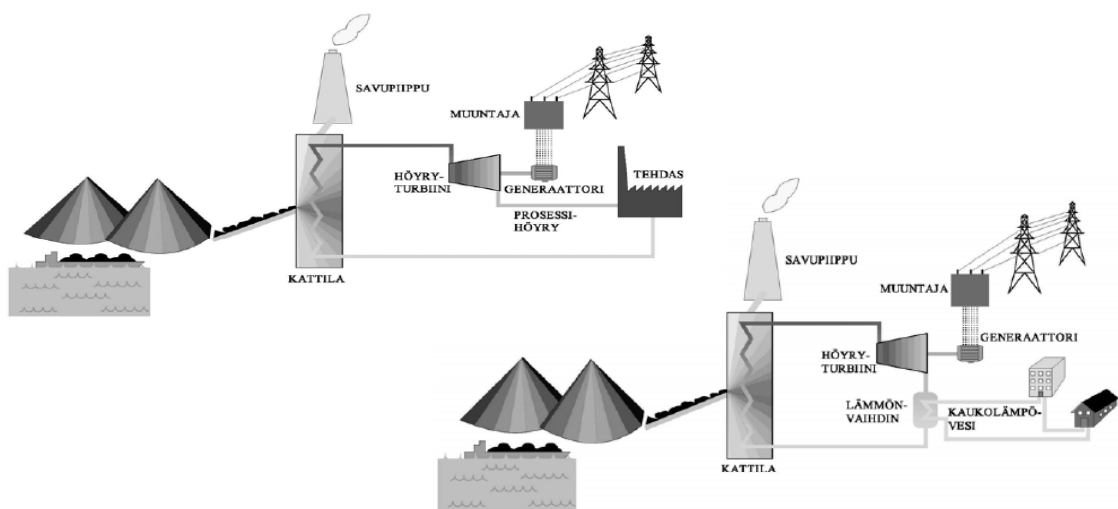 SAVUPIIPPU
MUUNTAJA
HÖYRY-
TURBIINI
GENERAATTORI
TEHDAS
PROSESSI-
HÖYRY
KATTILA
SAVUPIIPPU
MUUNTAJA
GENERAATTORI
HÖYRY-
TURBIINI
LÄMMÖN-
VAIHDIN
KAUKOLÄMPÖ-
VESI
KATTILA